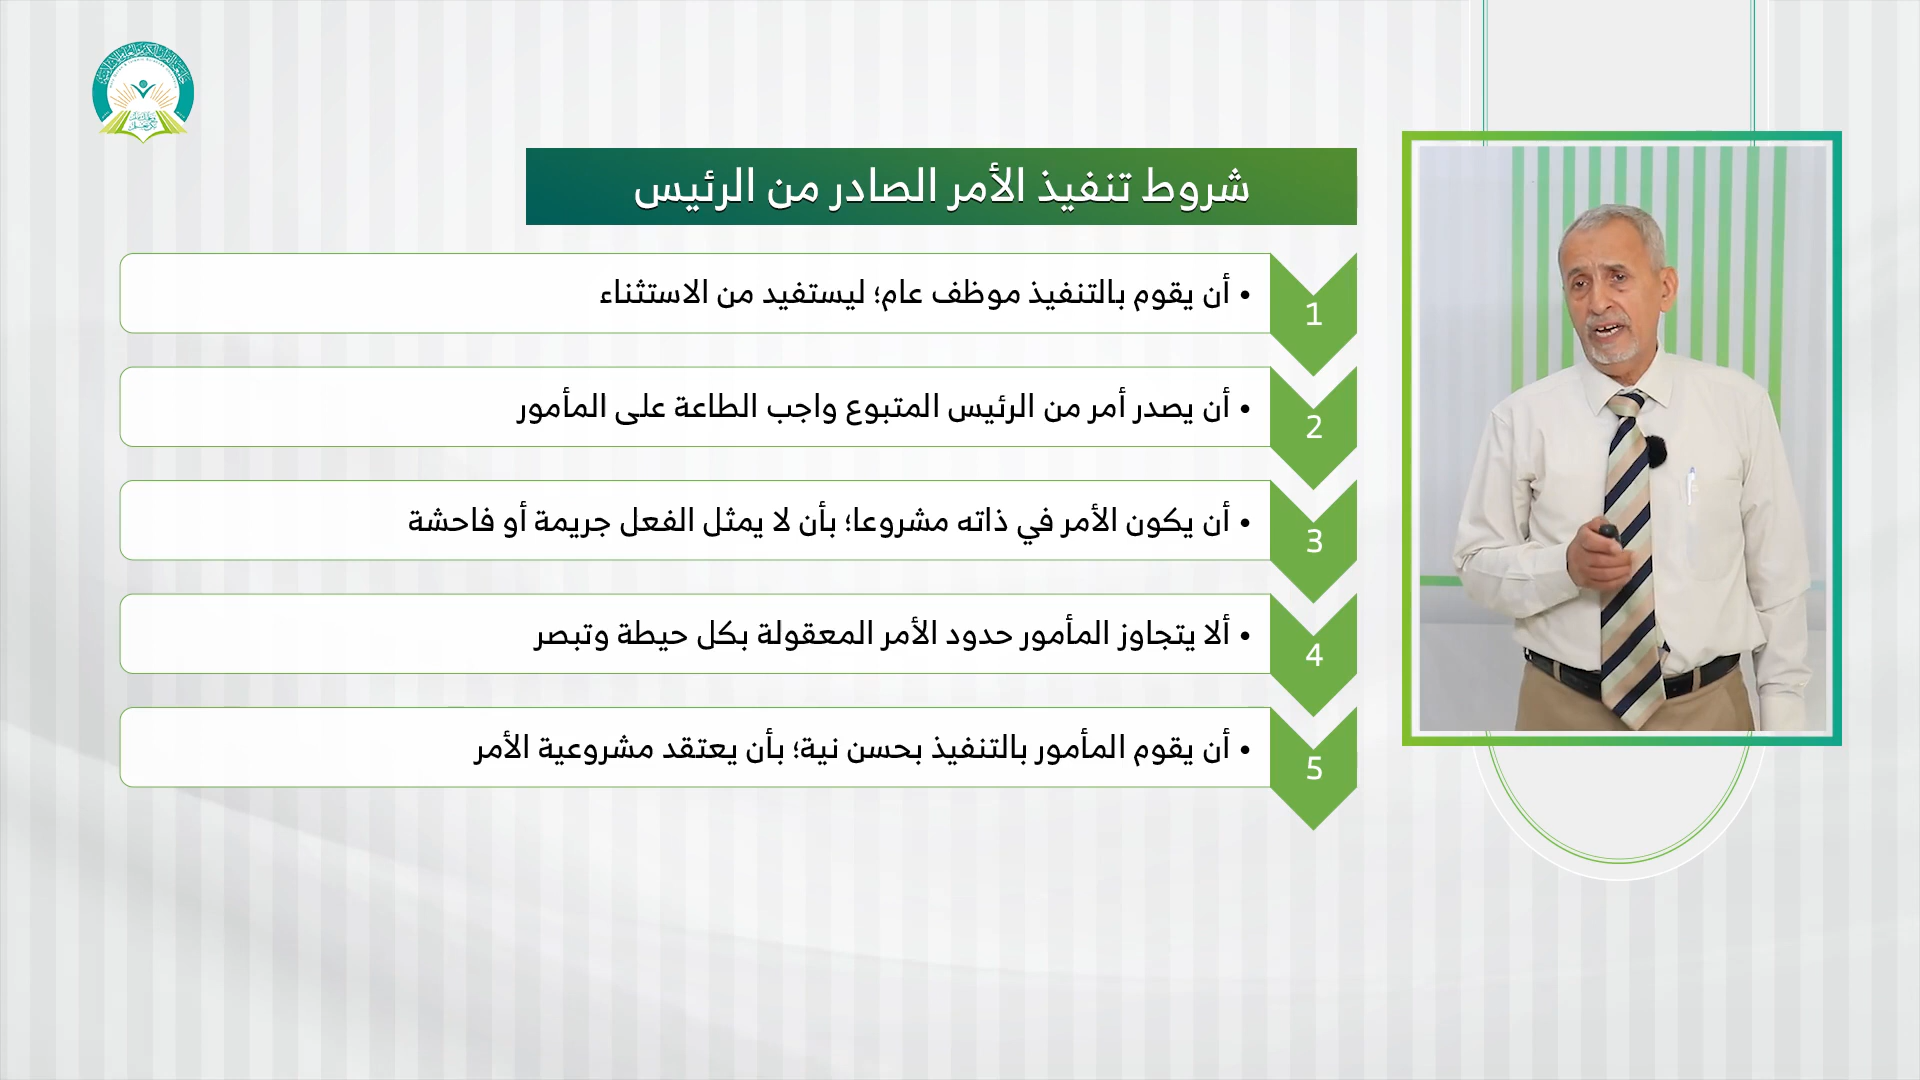 شروط تنفيذ الأمر الصادر من الرئيس
1
• أن يقوم بالتنفيذ موظف عام؛ ليستفيد من الاستثناء
2
• أن يصدر أمر من الرئيس المتبوع واجب الطاعة على المأمور
3
• أن يكون الأمر في ذاته مشروعا؛ بأن لا يمثل الفعل جريمة أو فاحشة
4
• ألا يتجاوز المأمور حدود الأمر المعقولة بكل حيطة وتبصر
5
• أن يقوم المأمور بالتنفيذ بحسن نية؛ بأن يعتقد مشروعية الأمر